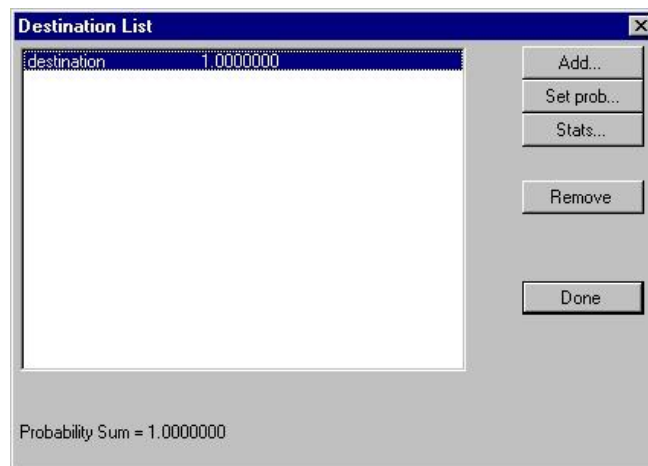 Destination List
destination 1.0000000
Add...
Set prob...
Stats...
Remove
Done
Probability Sum = 1.0000000